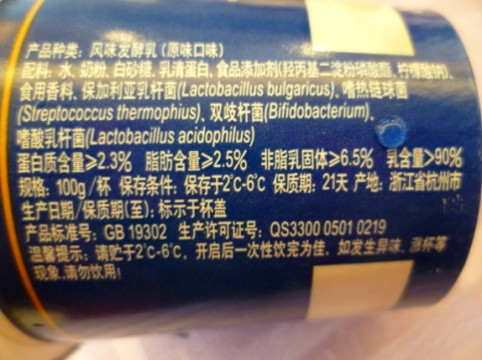 产品种类：风味发酵乳（原味口味）
配料：水、奶粉、白砂糖、乳清蛋白、食品添加剂(羟丙基二淀粉磷酸酯、柠檬酸钠)、
食用香料、保加利亚乳杆菌(Lactobacillus bulgaricus)、嗜热链球菌
(Streptococcus thermophius)、双歧杆菌(Bifidobacterium)、
嗜酸乳杆菌(Lactobacillus acidophilus)
蛋白质含量≥2.3% 脂肪含量≥2.5% 非脂乳固体≥6.5% 乳含量>90%
规格：100g/杯 保存条件：保存于2℃-6℃ 保质期：21天 产地：浙江省杭州市
生产日期/保质期(至)：标示于杯盖
产品标准号：GB 19302 生产许可证号：QS3300 0501 0219
温馨提示：请贮于2℃-6℃，开启后一次性饮完为佳，如发生异味、涨杯等
现象，请勿饮用！